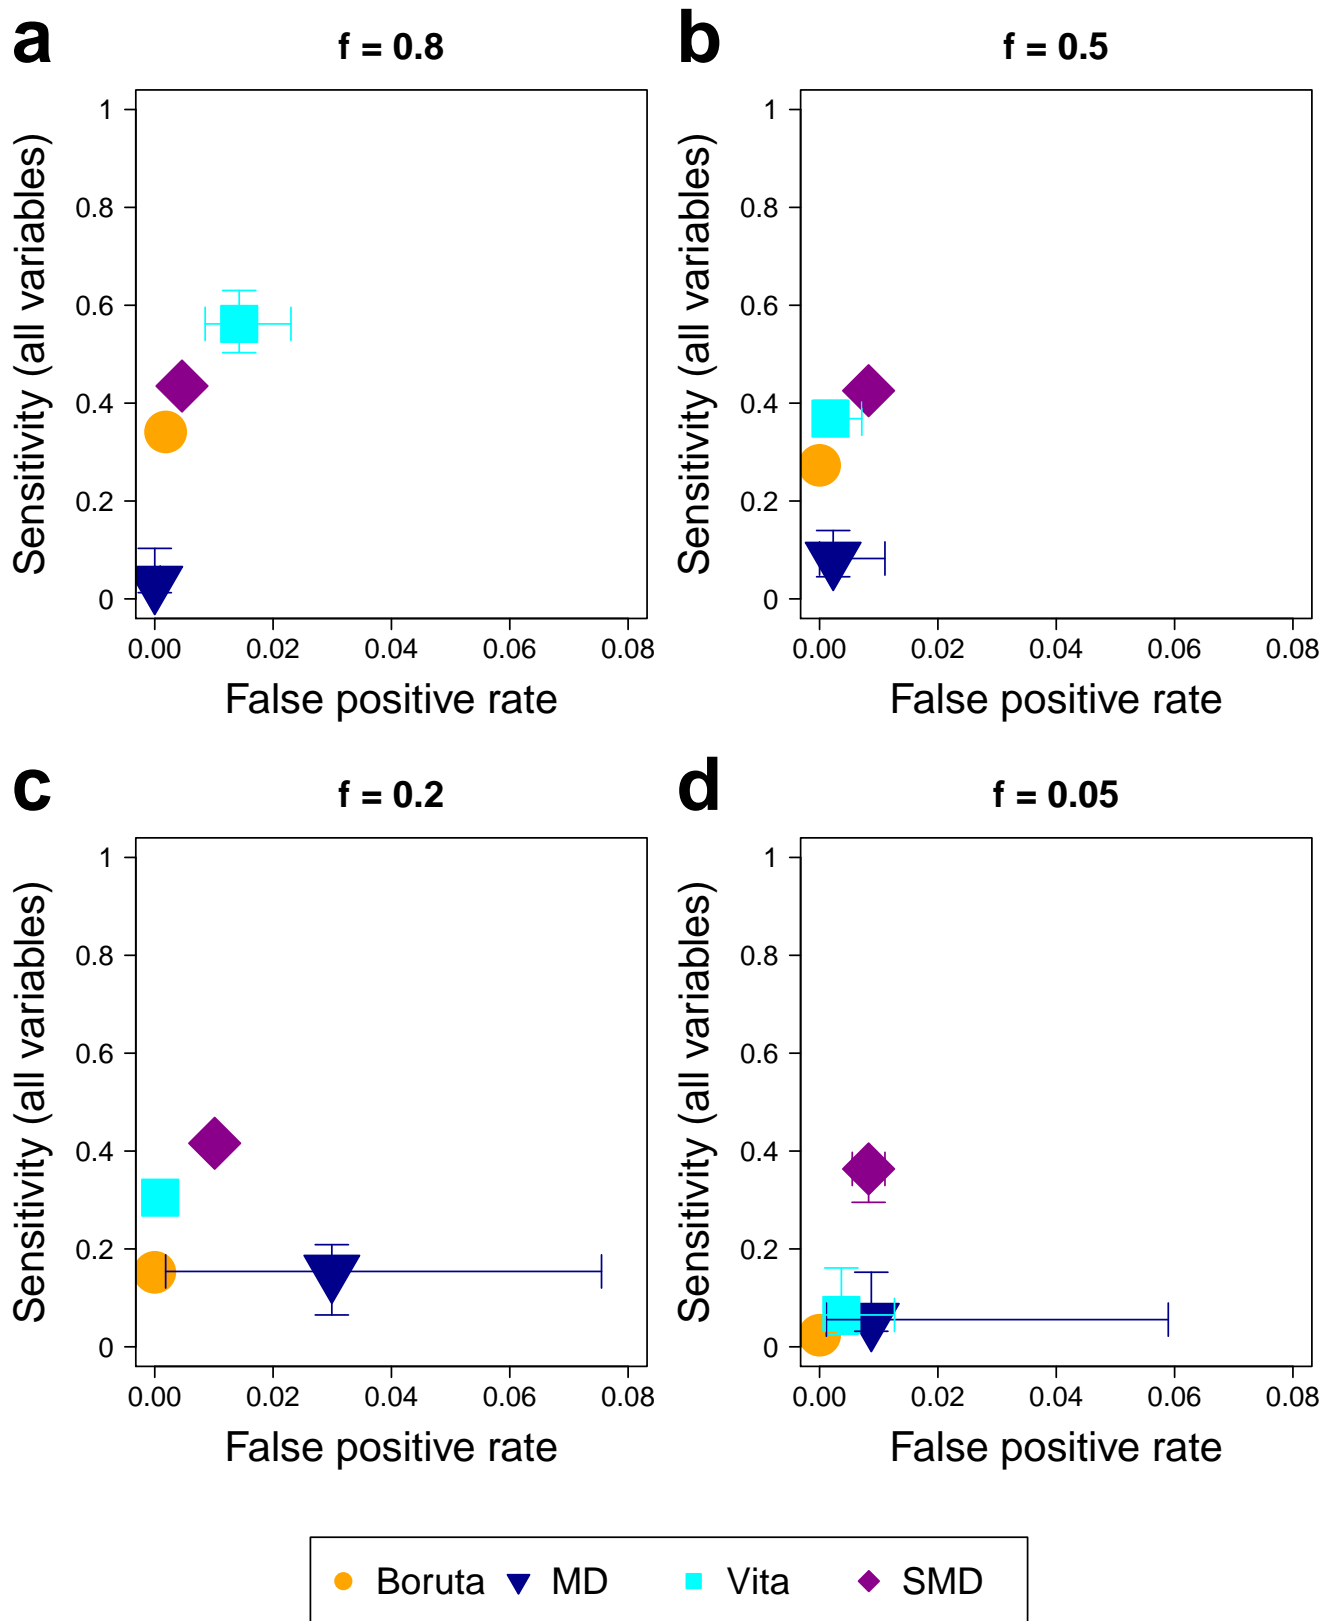 a
f = 0.8
Sensitivity (all variables)
1
0.8
0.6
0.4
0.2
0
0.00 0.02 0.04 0.06 0.08
False positive rate
b
f = 0.5
Sensitivity (all variables)
1
0.8
0.6
0.4
0.2
0
0.00 0.02 0.04 0.06 0.08
False positive rate
c
f = 0.2
Sensitivity (all variables)
1
0.8
0.6
0.4
0.2
0
0.00 0.02 0.04 0.06 0.08
False positive rate
d
f = 0.05
Sensitivity (all variables)
1
0.8
0.6
0.4
0.2
0
0.00 0.02 0.04 0.06 0.08
False positive rate
Boruta MD Vita SMD